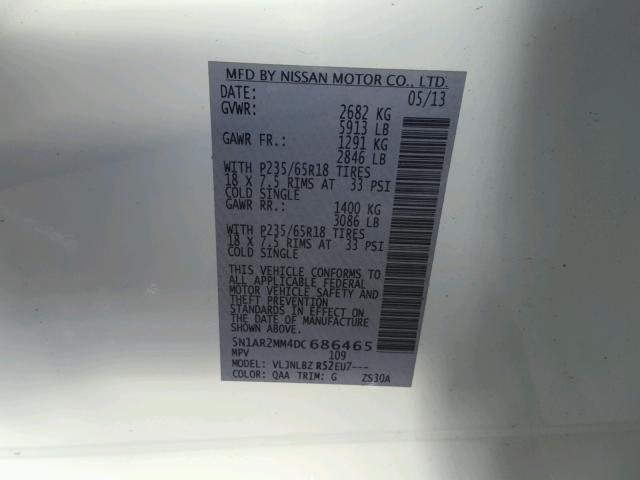 MFD BY NISSAN MOTOR CO., LTD.
DATE: 05/13
GVWR: 2682 KG
5913 LB
GAWR FR.: 1291 KG
2846 LB
WITH P235/65R18 TIRES
18 X 7.5 RIMS AT 33 PSI
COLD SINGLE
GAWR RR.: 1400 KG
3086 LB
WITH P235/65R18 TIRES
18 X 7.5 RIMS AT 33 PSI
COLD SINGLE
THIS VEHICLE CONFORMS TO
ALL APPLICABLE FEDERAL
MOTOR VEHICLE SAFETY AND
THEFT PREVENTION
STANDARDS IN EFFECT ON
THE DATE OF MANUFACTURE
SHOWN ABOVE.
5N1AR2MM4DC686465
MPV 109
MODEL: VLJNLBZ R52EU7---
COLOR: QAA TRIM: G ZS30A